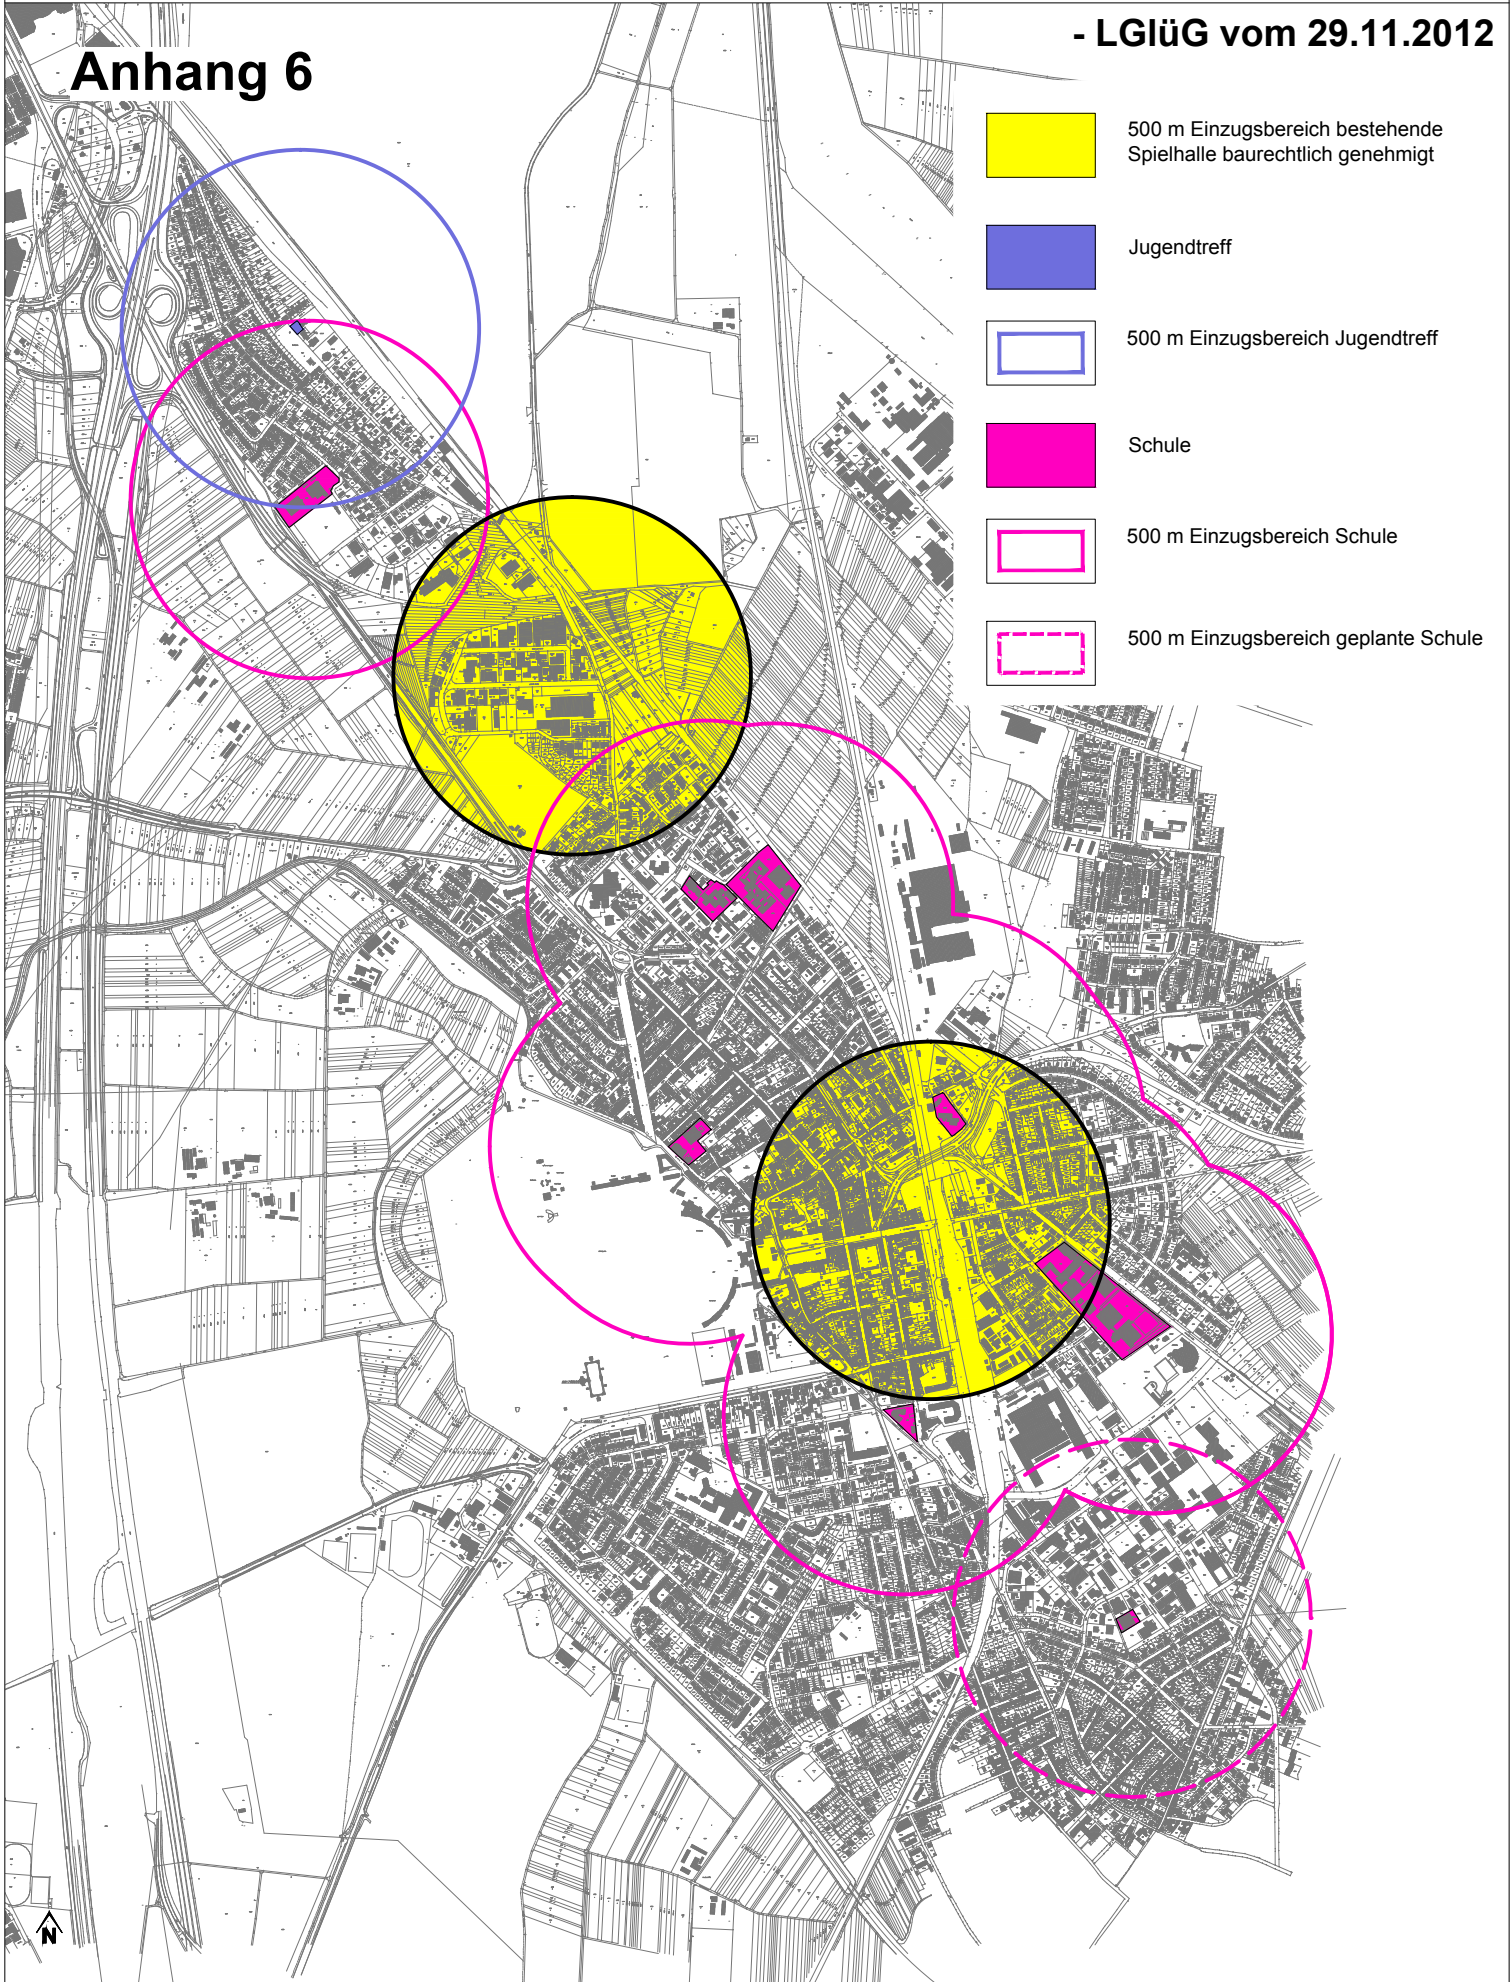 - LGlüG vom 29.11.2012
Anhang 6
500 m Einzugsbereich bestehende
Spielhalle baurechtlich genehmigt
Jugendtreff
500 m Einzugsbereich Jugendtreff
Schule
500 m Einzugsbereich Schule
500 m Einzugsbereich geplante Schule
N